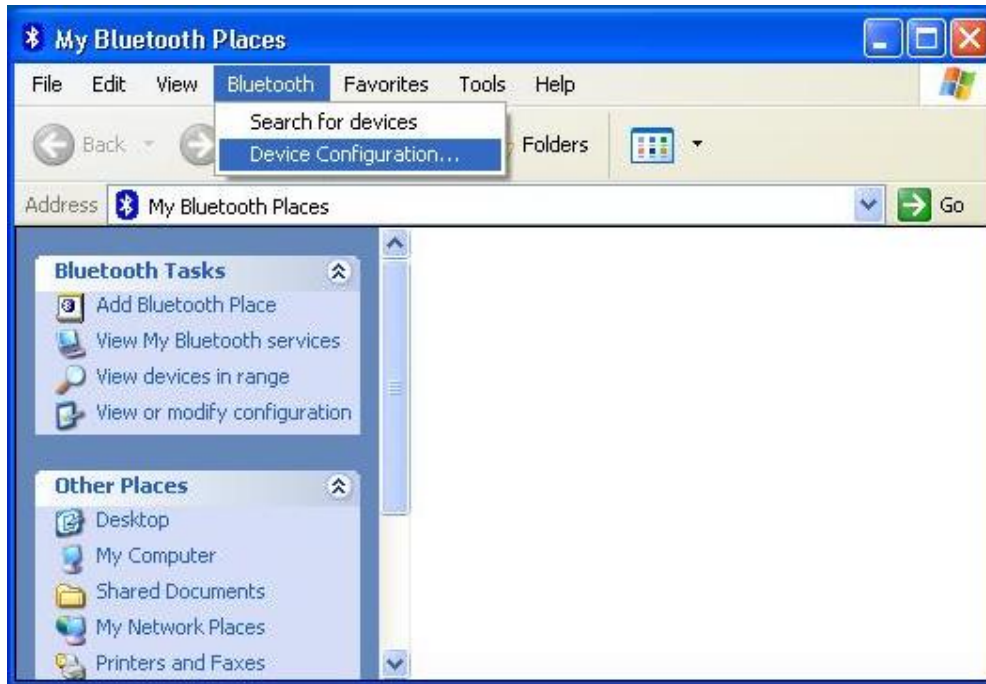 My Bluetooth Places
File Edit View Bluetooth Favorites Tools Help
Search for devices
Device Configuration...
Back Folders
Address My Bluetooth Places Go
Bluetooth Tasks
Add Bluetooth Place
View My Bluetooth services
View devices in range
View or modify configuration
Other Places
Desktop
My Computer
Shared Documents
My Network Places
Printers and Faxes